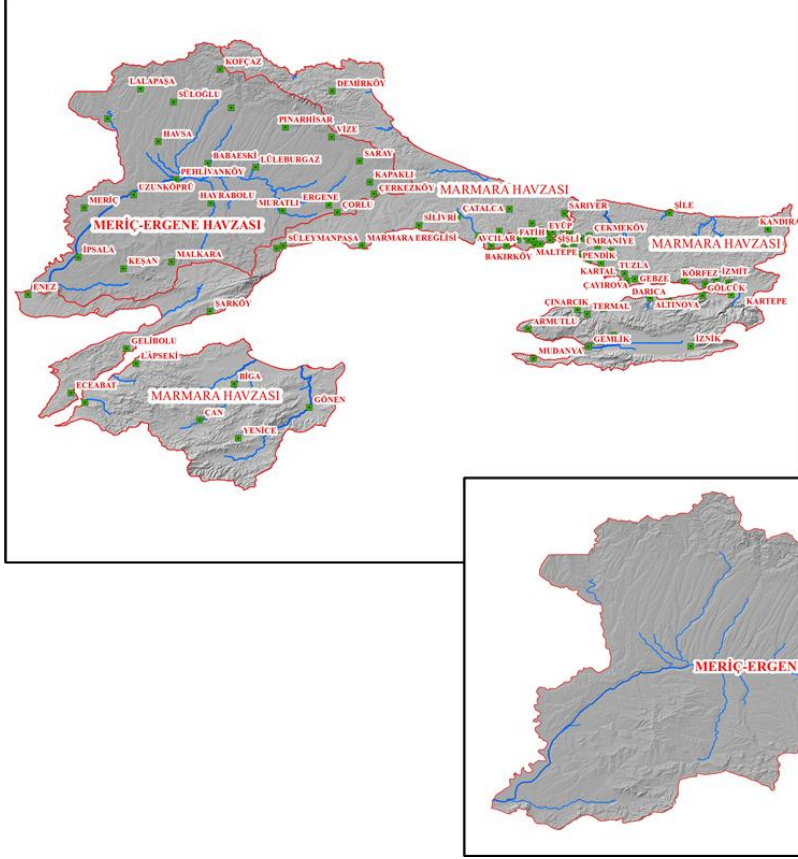 KOFÇAZ
LALAPAŞA
DEMİRKÖY
SÜLOĞLU
PINARHİSAR
VİZE
HAVSA
BABAESKİ
LÜLEBURGAZ
SARAY
PEHLİVANKÖY
KAPAKLI
UZUNKÖPRÜ
ÇERKEZKÖY
MARMARA HAVZASI
MERİÇ
HAYRABOLU
MURATLI
ERGENE
ÇORLU
ÇATALCA
SARIYER
ŞİLE
MERİÇ-ERGENE HAVZASI
SİLİVRİ
FATİH
EYÜP
ÇEKMEKÖY
KANDIRA
AVCILAR
ŞİŞLİ
ÜMRANİYE
MARMARA HAVZASI
İPSALA
KEŞAN
MALKARA
SÜLEYMANPAŞA
MARMARA EREĞLİSİ
BAKIRKÖY
MALTEPE
PENDİK
KARTAL
TUZLA
GEBZE
KÖRFEZ
İZMİT
ÇAYIROVA
DARICA
GÖLCÜK
ENEZ
ŞARKÖY
ÇINARCIK
TERMAL
ALTINOVA
KARTEPE
ARMUTLU
GELİBOLU
LÂPSEKİ
MUDANYA
GEMLİK
İZNİK
ECEABAT
BİGA
MARMARA HAVZASI
ÇAN
GÖNEN
YENİCE
MERİÇ-ERGEN